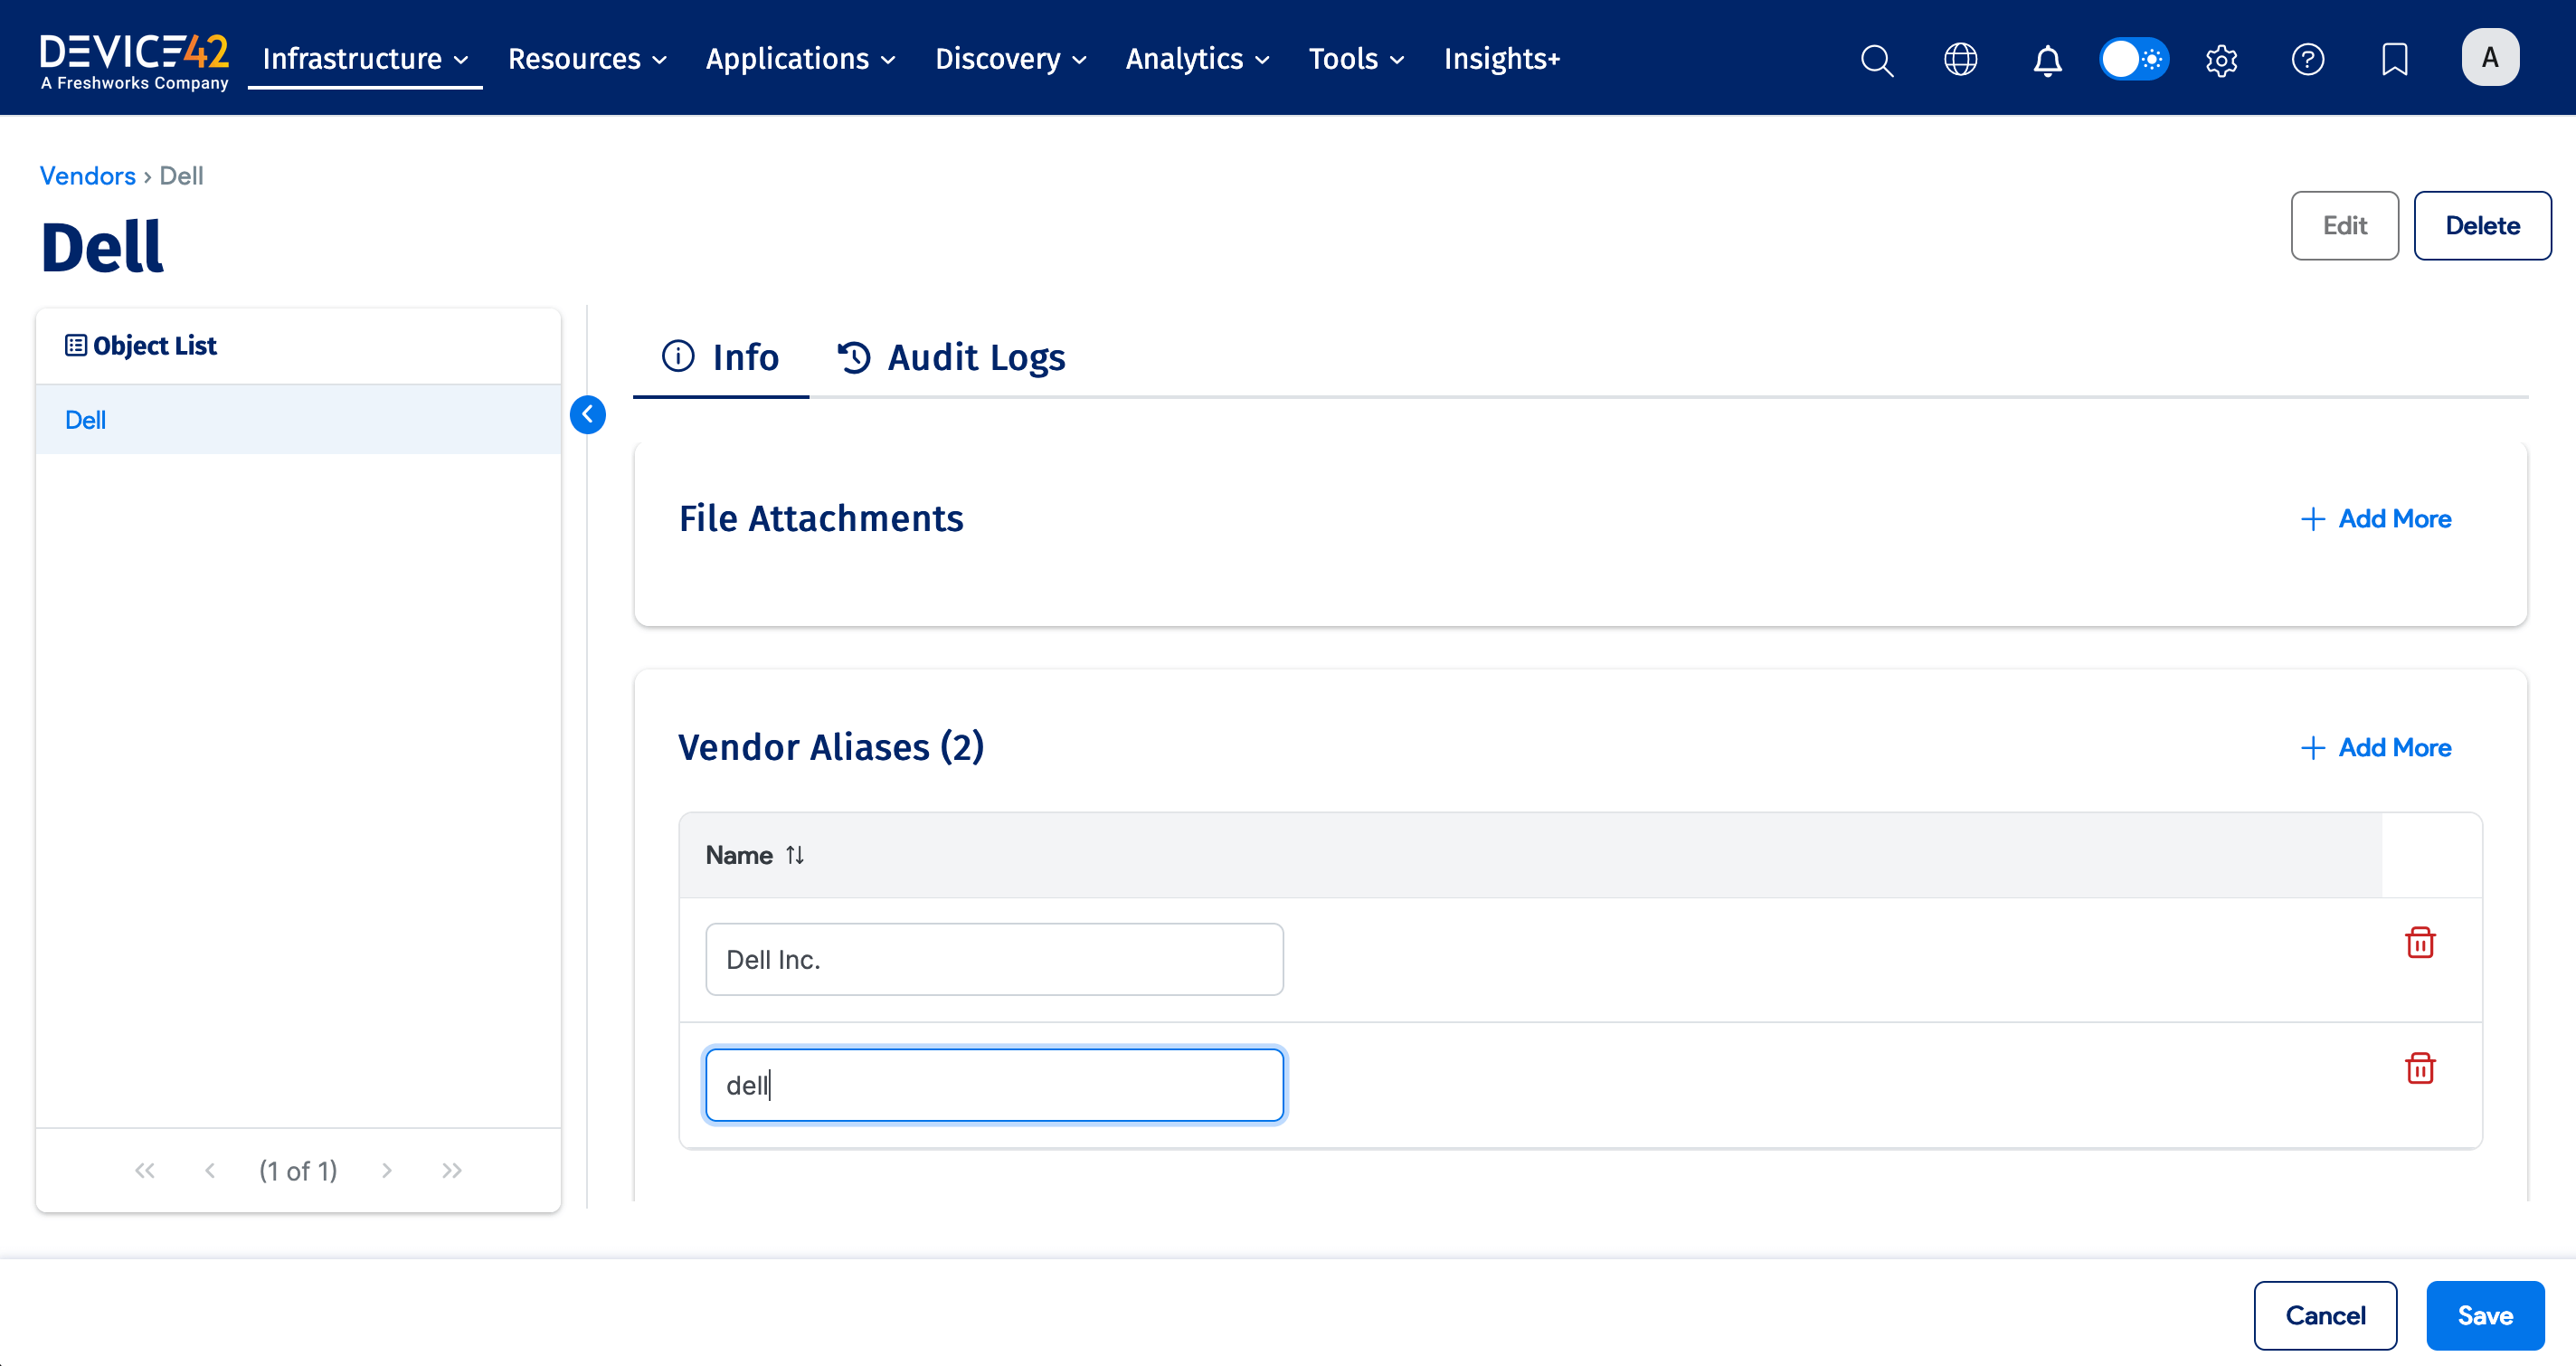 DEVICE42
A Freshworks Company
Infrastructure Resources Applications Discovery Analytics Tools Insights+
A
Vendors › Dell
Dell
Edit Delete
Object List
Dell
(1 of 1)
Info Audit Logs
File Attachments
+ Add More
Vendor Aliases (2)
+ Add More
Name
Dell Inc.
dell
Cancel Save